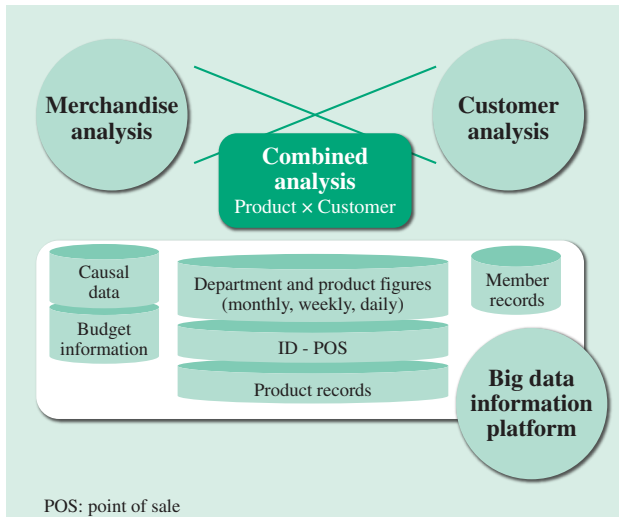 Merchandise
analysis
Customer
analysis
Combined
analysis
Product × Customer
Causal
data
Budget
information
Department and product figures
(monthly, weekly, daily)
ID - POS
Product records
Member
records
Big data
information
platform
POS: point of sale